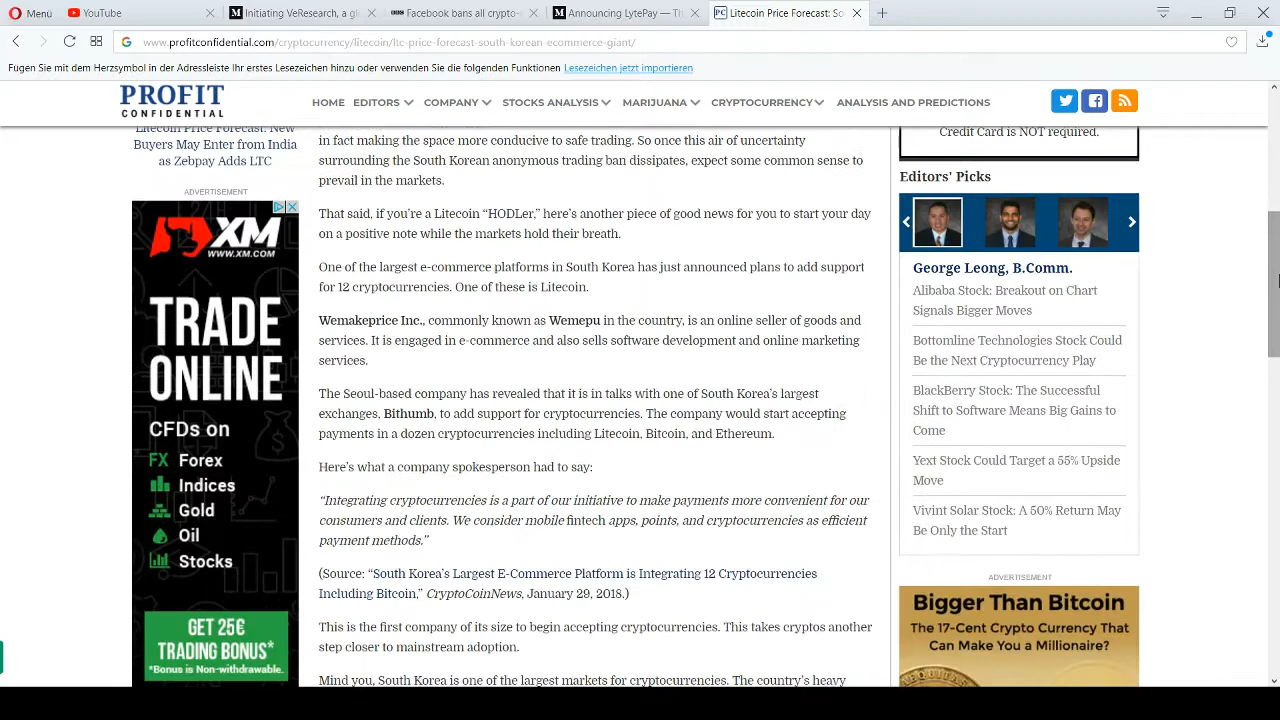 Menü
YouTube
Initiating VeResearch, a gl
Facebook bans all crypto-c
Announcing LytePay — Th
Litecoin Price Forecast: So
www.profitconfidential.com/cryptocurrency/litecoin/ltc-price-forecast-south-korean-ecommerce-giant/
Fügen Sie mit dem Herzsymbol in der Adressleiste Ihr erstes Lesezeichen hinzu oder verwenden Sie die folgenden Funktionen Lesezeichen jetzt importieren
PROFIT
CONFIDENTIAL
HOME EDITORS COMPANY STOCKS ANALYSIS MARIJUANA CRYPTOCURRENCY ANALYSIS AND PREDICTIONS
Litecoin Price Forecast: New
Buyers May Enter from India
as Zebpay Adds LTC
ADVERTISEMENT
XM
WWW.XM.COM
TRADE
ONLINE
CFDs on
FX Forex
Indices
Gold
Oil
Stocks
GET 25€
TRADING BONUS*
*Bonus is Non-withdrawable.
in fact making the space more conducive to safe trading. So once this air of uncertainty
surrounding the South Korean anonymous trading ban dissipates, expect some common sense to
prevail in the markets.
That said, if you’re a Litecoin “HODLer,” here’s another piece of good news for you to start your day
on a positive note while the markets hold their breath.
One of the largest e-commerce platforms in South Korea has just announced plans to add support
for 12 cryptocurrencies. One of these is Litecoin.
Wemakeprice Inc., commonly known as Wemepu in the country, is an online seller of goods and
services. It is engaged in e-commerce and also sells software development and online marketing
services.
The Seoul-based company has revealed that it is in talks with one of South Korea’s largest
exchanges, Bithumb, to add support for cryptocurrencies. The company would start accepting
payments in a dozen cryptocurrencies including Litecoin, Bitcoin, and Ethereum.
Here’s what a company spokesperson had to say:
“Integrating cryptocurrencies is a part of our initiative to make payments more convenient for our
consumers and clients. We consider mobile fintech apps, points, and cryptocurrencies as efficient
payment methods.”
(Source: “South Korea’s Largest E-Commerce Platform is Integrating 12 Cryptocurrencies
Including Bitcoin,” CryptoCoinNews, January 29, 2018.)
This is the first company of its size to begin accepting cryptocurrencies. This takes cryptos another
step closer to mainstream adoption.
Mind you, South Korea is one of the largest markets for cryptocurrencies. The country’s heavy
Credit Card is NOT required.
Editors' Picks
George Leong, B.Comm.
Alibaba Stock: Breakout on Chart
Signals Bigger Moves
Bottomline Technologies Stock Could
Be the Next Cryptocurrency Play
BlackBerry Stock: The Successful
Shift to Software Means Big Gains to
Come
Yext Stock Could Target a 55% Upside
Move
Vivint Solar Stock: A 50% Return May
Be Only the Start
ADVERTISEMENT
Bigger Than Bitcoin
The 17-Cent Crypto Currency That
Can Make You a Millionaire?